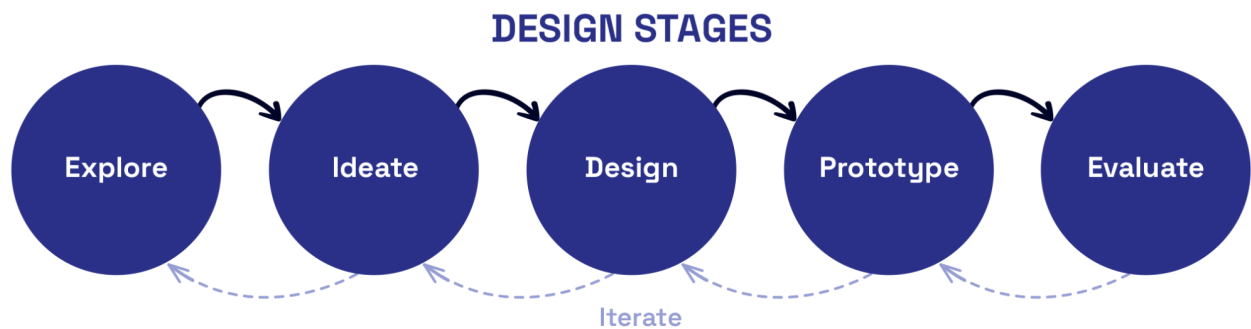 DESIGN STAGES
Explore
Ideate
Design
Prototype
Evaluate
Iterate